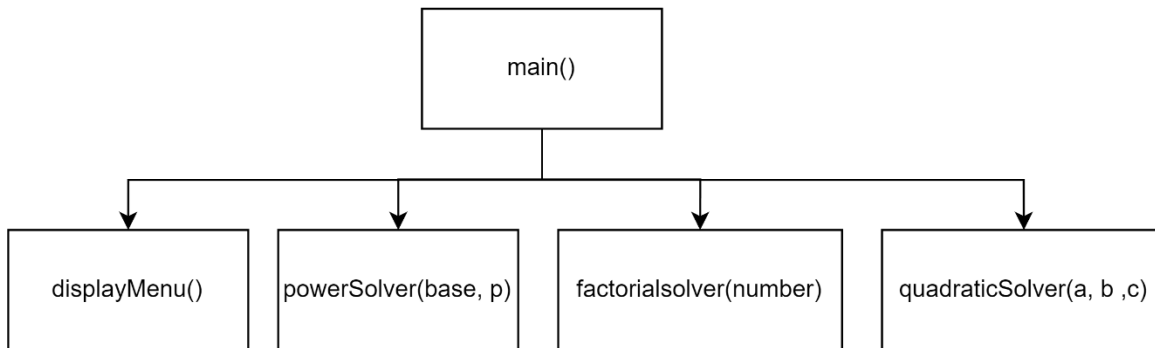 main()
displayMenu()
powerSolver(base, p)
factorialsolver(number)
quadraticSolver(a, b ,c)